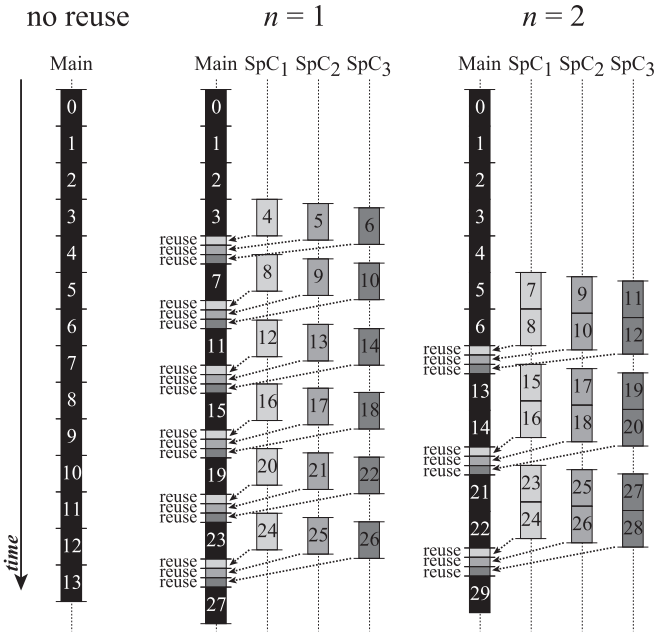 no reuse
Main
0
1
2
3
4
5
6
7
8
9
10
11
12
13
time
n = 1
Main SpC1 SpC2 SpC3
0
1
2
3 4 5 6
reuse
reuse
reuse
7 8 9 10
reuse
reuse
reuse
11 12 13 14
reuse
reuse
reuse
15 16 17 18
reuse
reuse
reuse
19 20 21 22
reuse
reuse
reuse
23 24 25 26
reuse
reuse
reuse
27
n = 2
Main SpC1 SpC2 SpC3
0
1
2
3
4
5 7 9 11
6 8 10 12
reuse
reuse
reuse
13 15 17 19
14 16 18 20
reuse
reuse
reuse
21 23 25 27
22 24 26 28
reuse
reuse
reuse
29